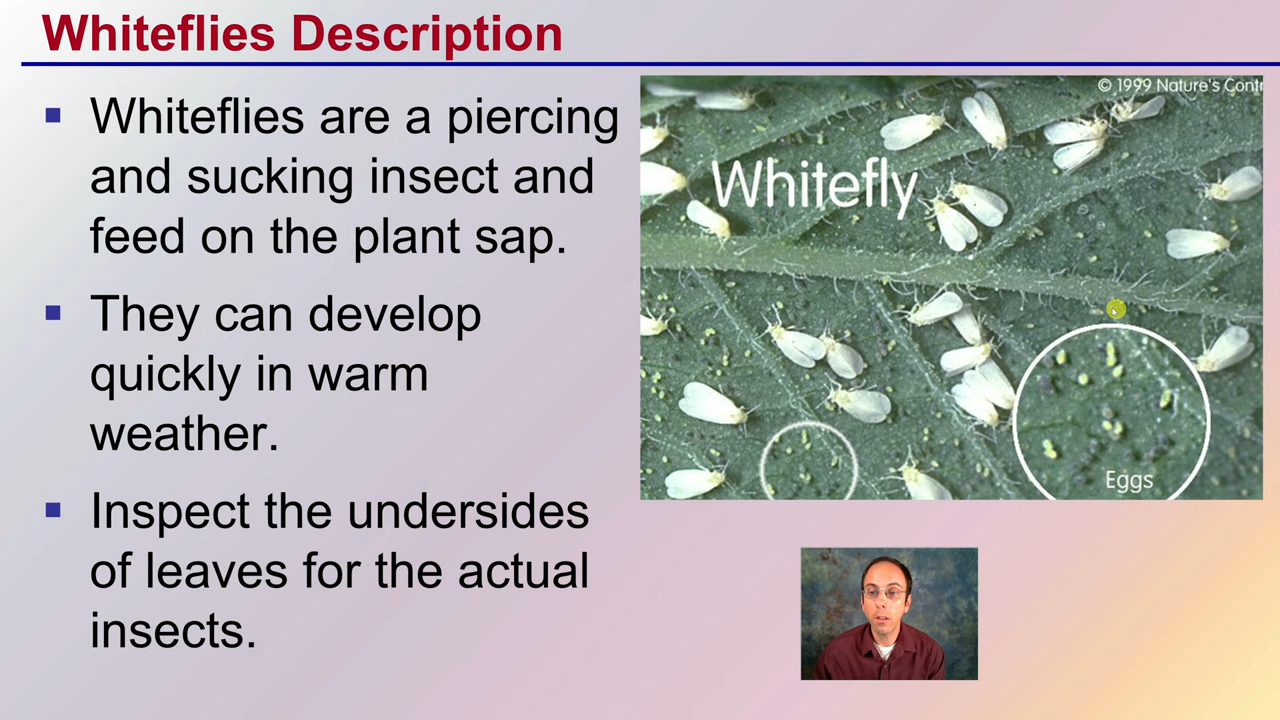 Whiteflies Description
Whiteflies are a piercing
and sucking insect and
feed on the plant sap.
They can develop
quickly in warm
weather.
Inspect the undersides
of leaves for the actual
insects.
© 1999 Nature's Contr
Whitefly
Eggs